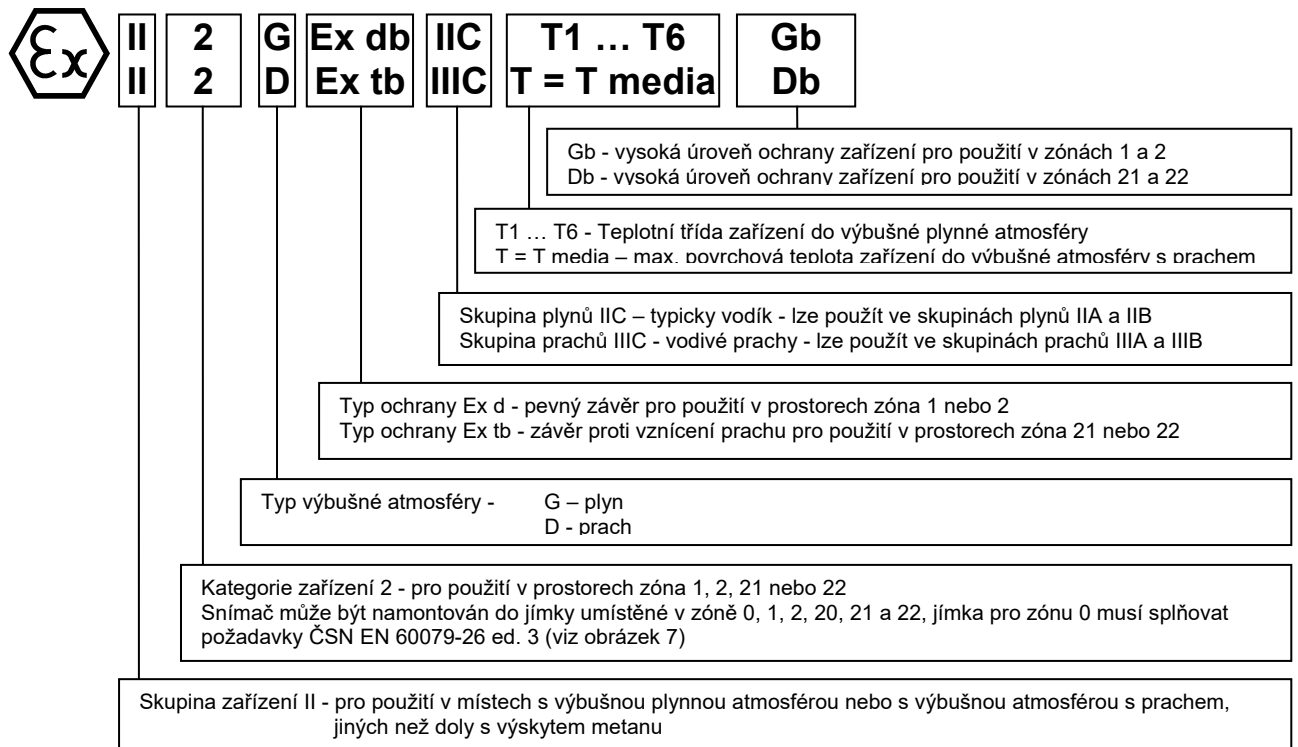 Ex II 2 G Ex db IIC T1 … T6 Gb
II 2 D Ex tb IIIC T = T media Db
Gb - vysoká úroveň ochrany zařízení pro použití v zónách 1 a 2
Db - vysoká úroveň ochrany zařízení pro použití v zónách 21 a 22
T1 … T6 - Teplotní třída zařízení do výbušné plynné atmosféry
T = T media – max. povrchová teplota zařízení do výbušné atmosféry s prachem
Skupina plynů IIC – typicky vodík - lze použít ve skupinách plynů IIA a IIB
Skupina prachů IIIC - vodivé prachy - lze použít ve skupinách prachů IIIA a IIIB
Typ ochrany Ex d - pevný závěr pro použití v prostorech zóna 1 nebo 2
Typ ochrany Ex tb - závěr proti vznícení prachu pro použití v prostorech zóna 21 nebo 22
Typ výbušné atmosféry - G – plyn
D - prach
Kategorie zařízení 2 - pro použití v prostorech zóna 1, 2, 21 nebo 22
Snímač může být namontován do jímky umístěné v zóně 0, 1, 2, 20, 21 a 22, jímka pro zónu 0 musí splňovat
požadavky ČSN EN 60079-26 ed. 3 (viz obrázek 7)
Skupina zařízení II - pro použití v místech s výbušnou plynnou atmosférou nebo s výbušnou atmosférou s prachem,
jiných než doly s výskytem metanu